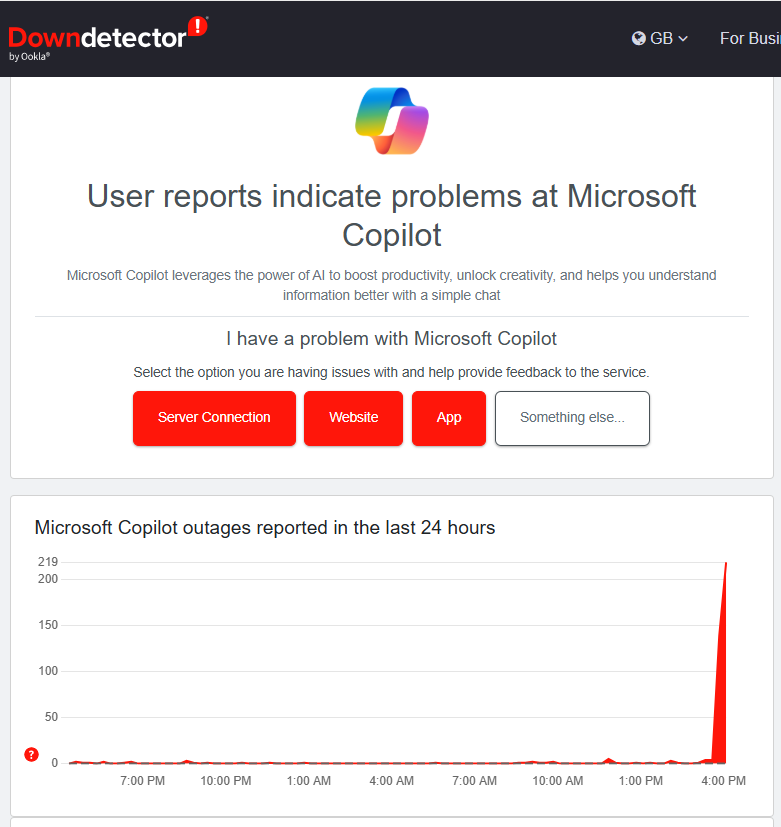 Downdetector
by Ookla®
GB
For Busi
User reports indicate problems at Microsoft
Copilot
Microsoft Copilot leverages the power of AI to boost productivity, unlock creativity, and helps you understand
information better with a simple chat
I have a problem with Microsoft Copilot
Select the option you are having issues with and help provide feedback to the service.
Server Connection Website App Something else...
Microsoft Copilot outages reported in the last 24 hours
219
200
150
100
50
0
7:00 PM 10:00 PM 1:00 AM 4:00 AM 7:00 AM 10:00 AM 1:00 PM 4:00 PM